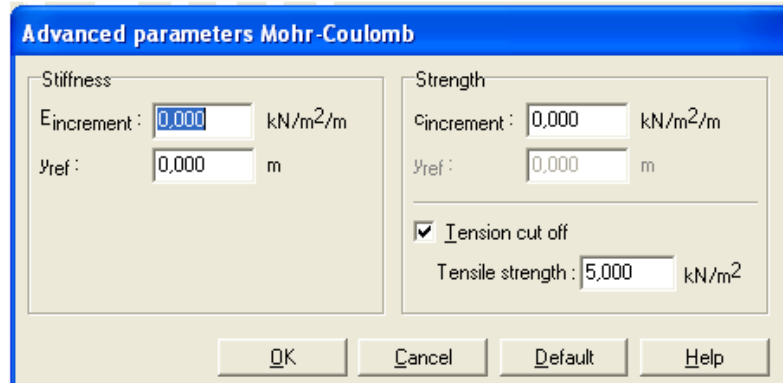 Advanced parameters Mohr-Coulomb
Stiffness
Eincrement : 0,000 kN/m2/m
yref : 0,000 m
Strength
cincrement : 0,000 kN/m2/m
yref : 0,000 m
Tension cut off
Tensile strength : 5,000 kN/m2
OK Cancel Default Help